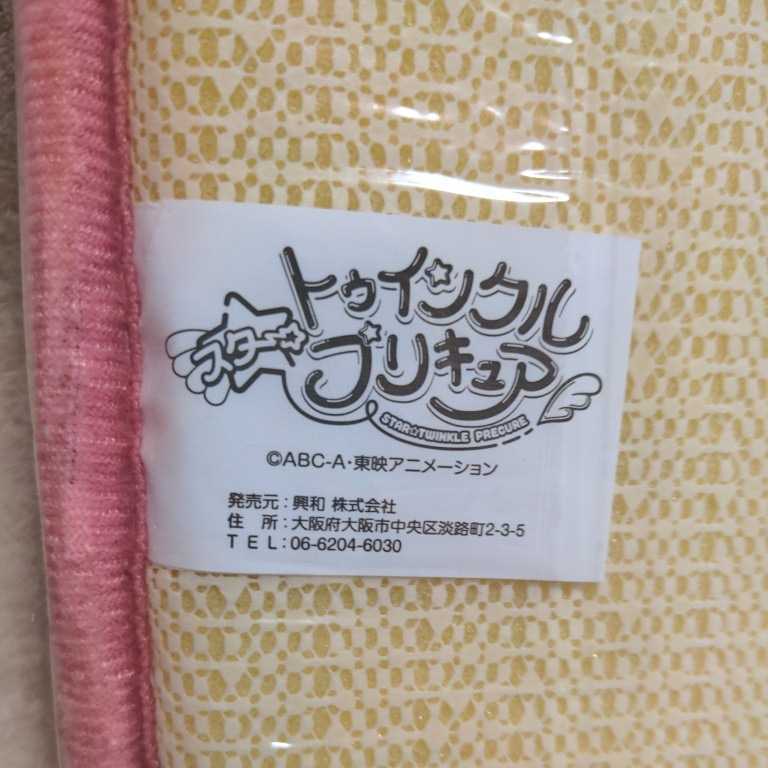 スター☆
トゥインクル
プリキュア
STAR☆TWINKLE PRECURE
©ABC-A・東映アニメーション
発売元：興和 株式会社
住　所：大阪府大阪市中央区淡路町2-3-5
T E L：06-6204-6030